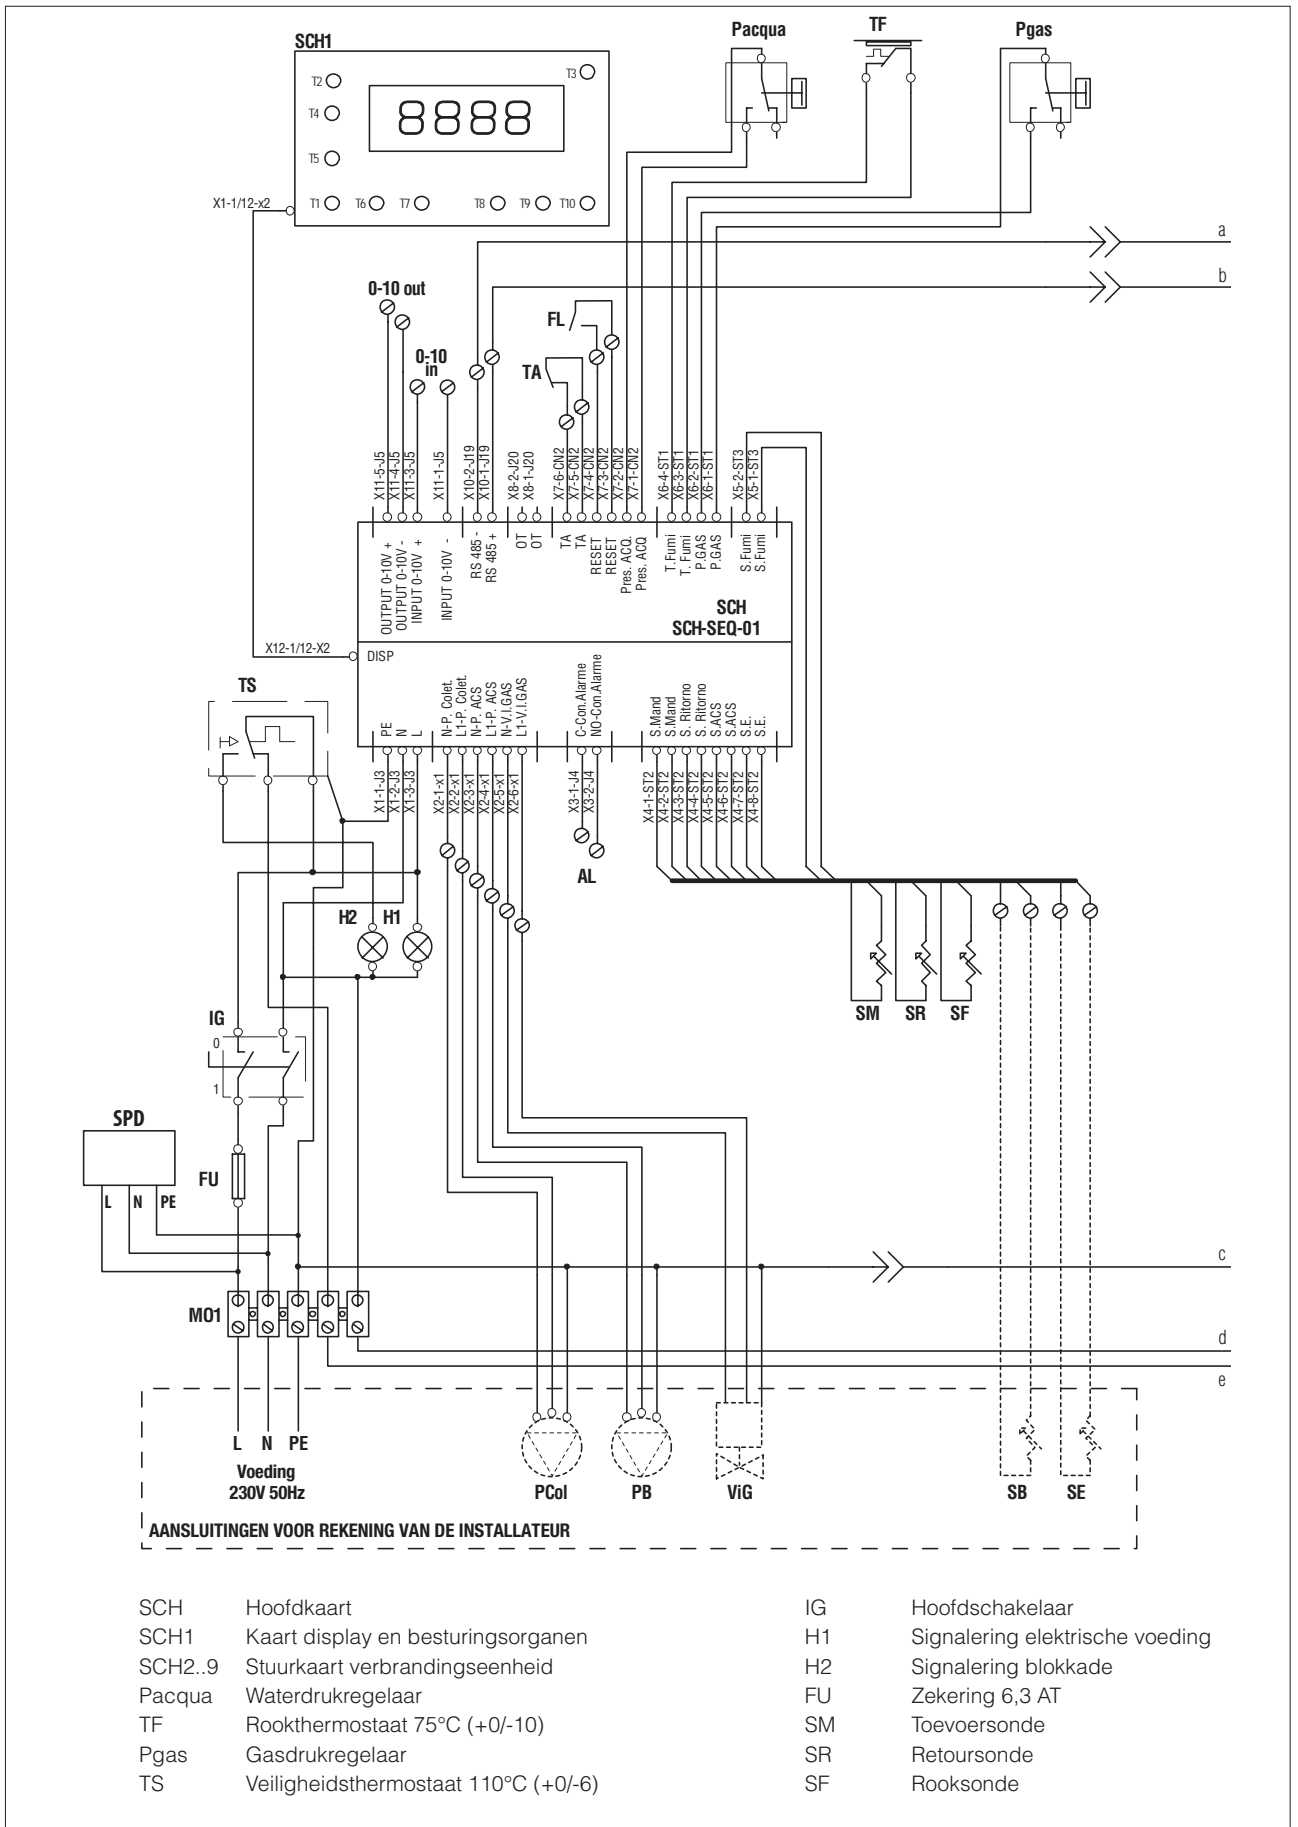 Pacqua
TF
Pgas
SCH1
T2
T3
T4
8888
T5
T1
T6
T7
T8
T9
T10
X1-1/12-x2
a
b
0-10 out
0-10
in
FL
TA
X11-5-J5
X11-4-J5
X11-3-J5
X11-1-J5
X10-2-J19
X10-1-J19
X8-2-J20
X8-1-J20
X7-6-CN2
X7-5-CN2
X7-4-CN2
X7-3-CN2
X7-2-CN2
X7-1-CN2
X6-4-ST1
X6-3-ST1
X6-2-ST1
X6-1-ST1
X5-2-ST3
X5-1-ST3
OUTPUT 0-10V +
OUTPUT 0-10V -
INPUT 0-10V +
INPUT 0-10V -
RS 485 -
RS 485 +
OT
OT
TA
TA
RESET
RESET
Pres. ACQ.
Pres. ACQ
T.Fumi
T. Fumi
P.GAS
P.GAS
S.Fumi
S.Fumi
SCH
SCH-SEQ-01
X12-1/12-X2
DISP
TS
PE
N
L
N-P. Colet.
L1-P. Colet.
N-P. ACS
L1-P. ACS
N-V.I.GAS
L1-V.I.GAS
C-Con.Alarme
NO-Con.Alarme
S.Mand
S.Mand
S. Ritorno
S. Ritorno
S.ACS
S.ACS
S.E.
S.E.
X1-1-J3
X1-2-J3
X1-3-J3
X2-1-x1
X2-2-x1
X2-3-x1
X2-4-x1
X2-5-x1
X2-6-x1
X3-1-J4
X3-2-J4
X4-1-ST2
X4-2-ST2
X4-3-ST2
X4-4-ST2
X4-5-ST2
X4-6-ST2
X4-7-ST2
X4-8-ST2
AL
H2 H1
SM SR SF
IG
0
1
SPD
FU
L N PE
c
MO1
d
e
L N PE
Voeding
230V 50Hz
PCol PB ViG SB SE
AANSLUITINGEN VOOR REKENING VAN DE INSTALLATEUR
SCH Hoofdkaart
SCH1 Kaart display en besturingsorganen
SCH2..9 Stuurkaart verbrandingseenheid
Pacqua Waterdrukregelaar
TF Rookthermostaat 75°C (+0/-10)
Pgas Gasdrukregelaar
TS Veiligheidsthermostaat 110°C (+0/-6)
IG Hoofdschakelaar
H1 Signalering elektrische voeding
H2 Signalering blokkade
FU Zekering 6,3 AT
SM Toevoersonde
SR Retoursonde
SF Rooksonde